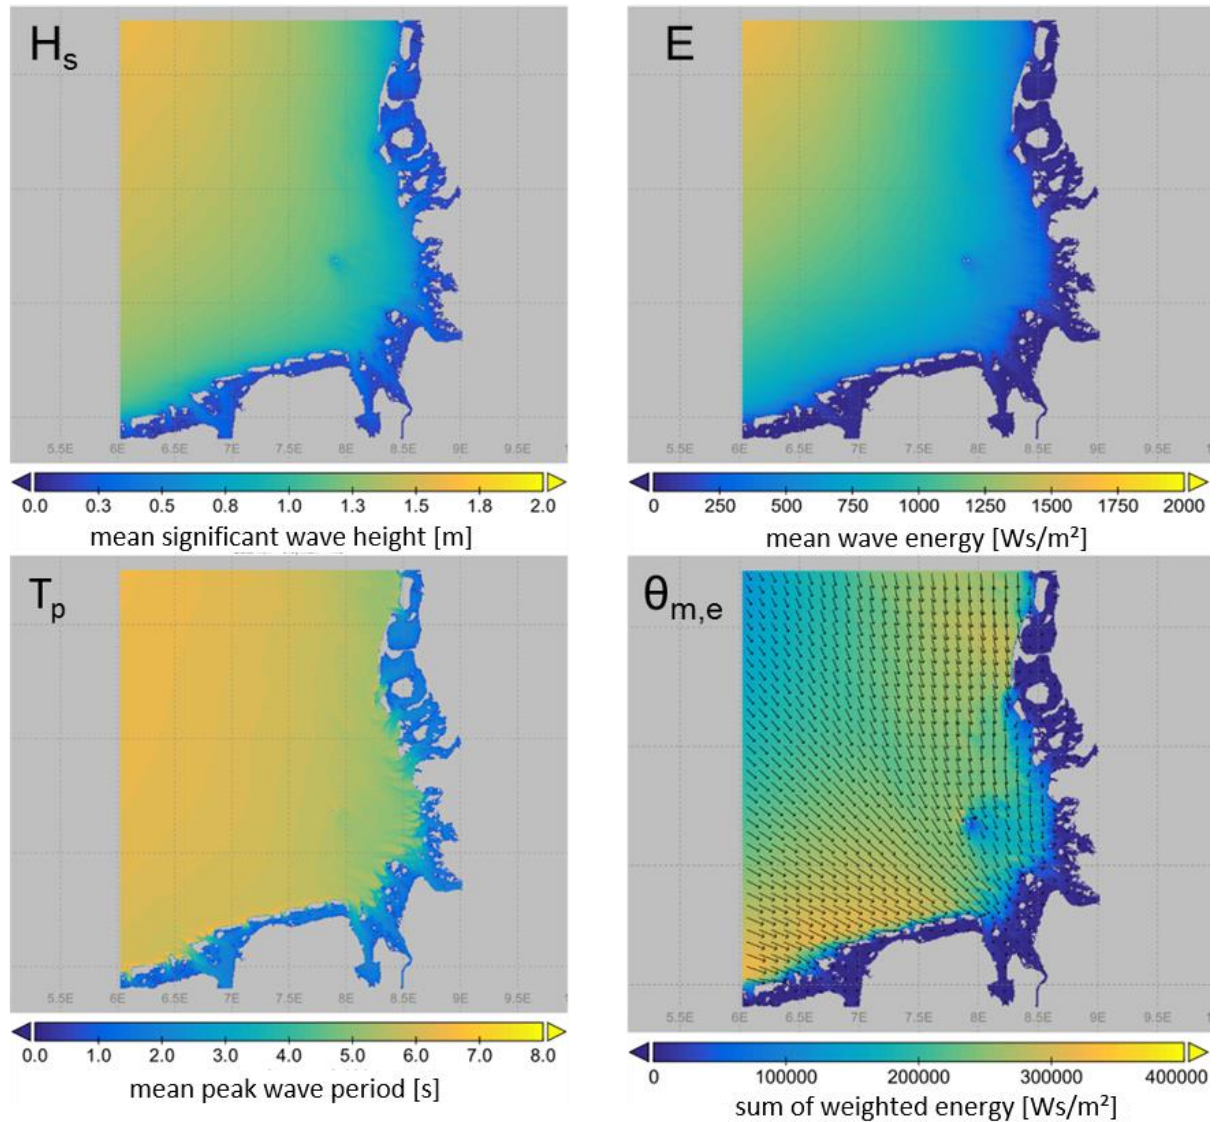 Hₛ
E
5.5E 6E 6.5E 7E 7.5E 8E 8.5E 9E 9.5E
5.5E 6E 6.5E 7E 7.5E 8E 8.5E 9E 9.5E
0.0 0.3 0.5 0.8 1.0 1.3 1.5 1.8 2.0
mean significant wave height [m]
0 250 500 750 1000 1250 1500 1750 2000
mean wave energy [Ws/m²]
Tₚ
θm,e
5.5E 6E 6.5E 7E 7.5E 8E 8.5E 9E 9.5E
5.5E 6E 6.5E 7E 7.5E 8E 8.5E 9E 9.5E
0.0 1.0 2.0 3.0 4.0 5.0 6.0 7.0 8.0
mean peak wave period [s]
0 100000 200000 300000 400000
sum of weighted energy [Ws/m²]